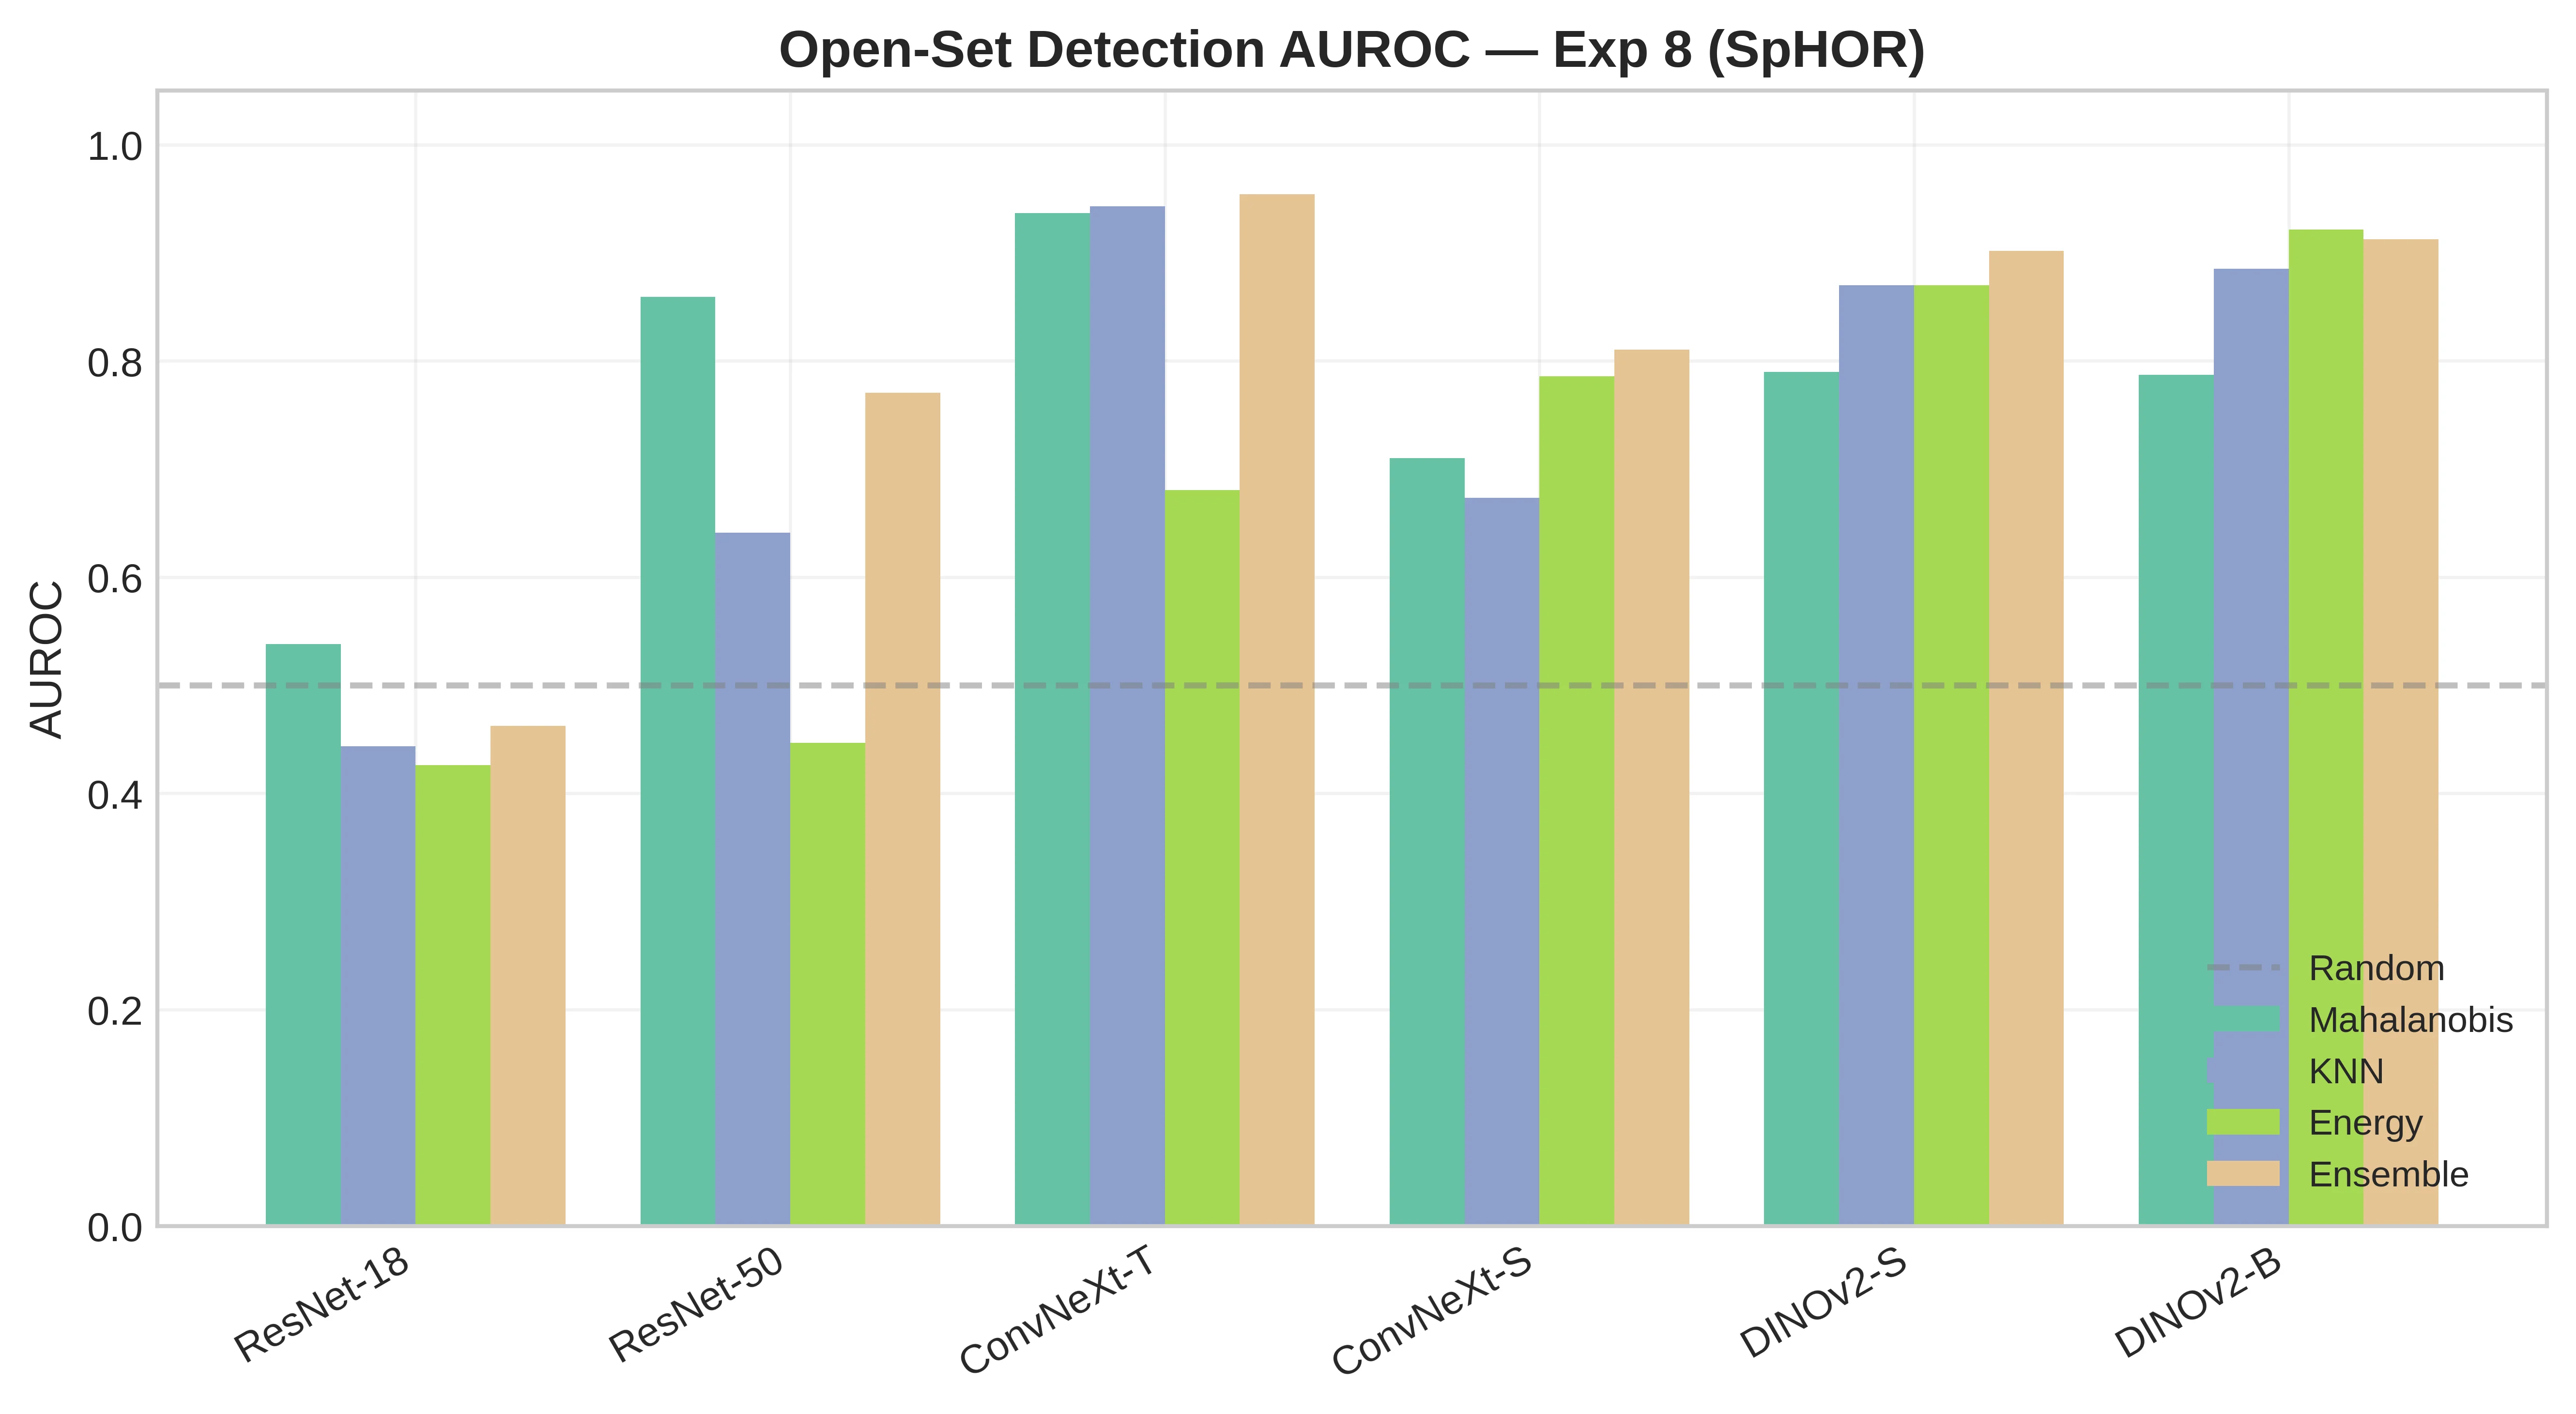 Open-Set Detection AUROC — Exp 8 (SpHOR)
AUROC
1.0
0.8
0.6
0.4
0.2
0.0
Random
Mahalanobis
KNN
Energy
Ensemble
ResNet-18
ResNet-50
ConvNeXt-T
ConvNeXt-S
DINOv2-S
DINOv2-B